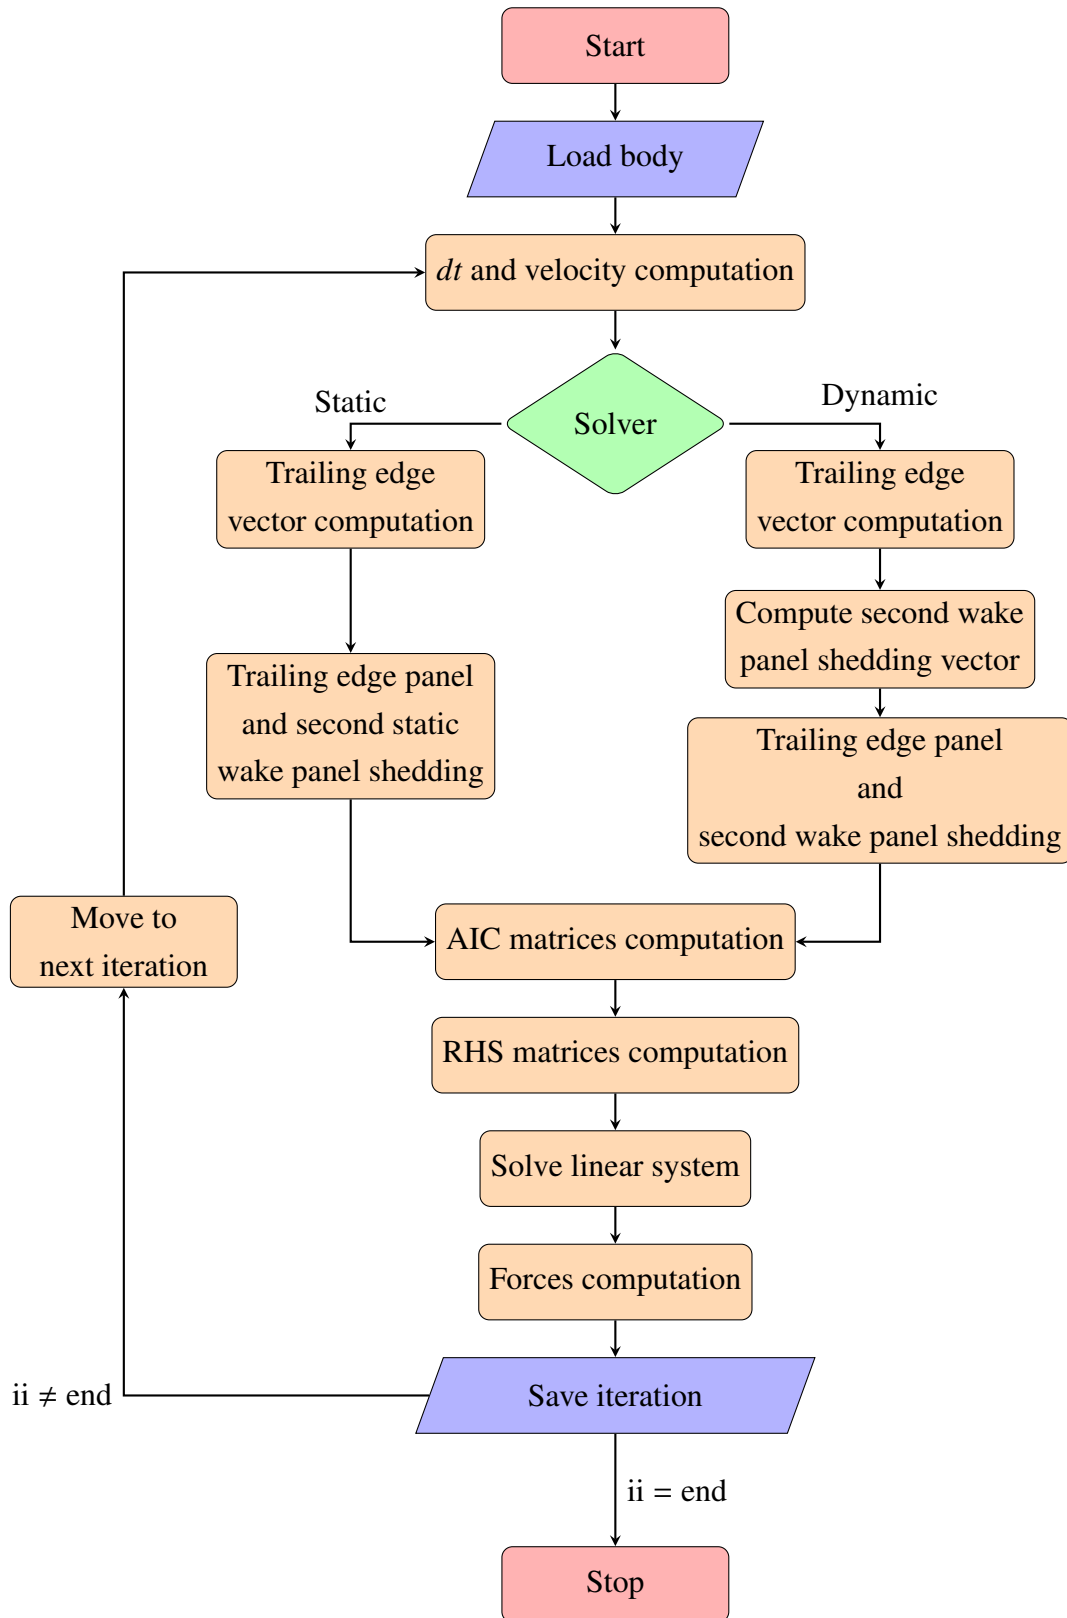 Start
Load body
dt and velocity computation
Solver
Static
Dynamic
Trailing edge
vector computation
Trailing edge panel
and second static
wake panel shedding
Trailing edge
vector computation
Compute second wake
panel shedding vector
Trailing edge panel
and
second wake panel shedding
Move to
next iteration
AIC matrices computation
RHS matrices computation
Solve linear system
Forces computation
Save iteration
ii ≠ end
ii = end
Stop